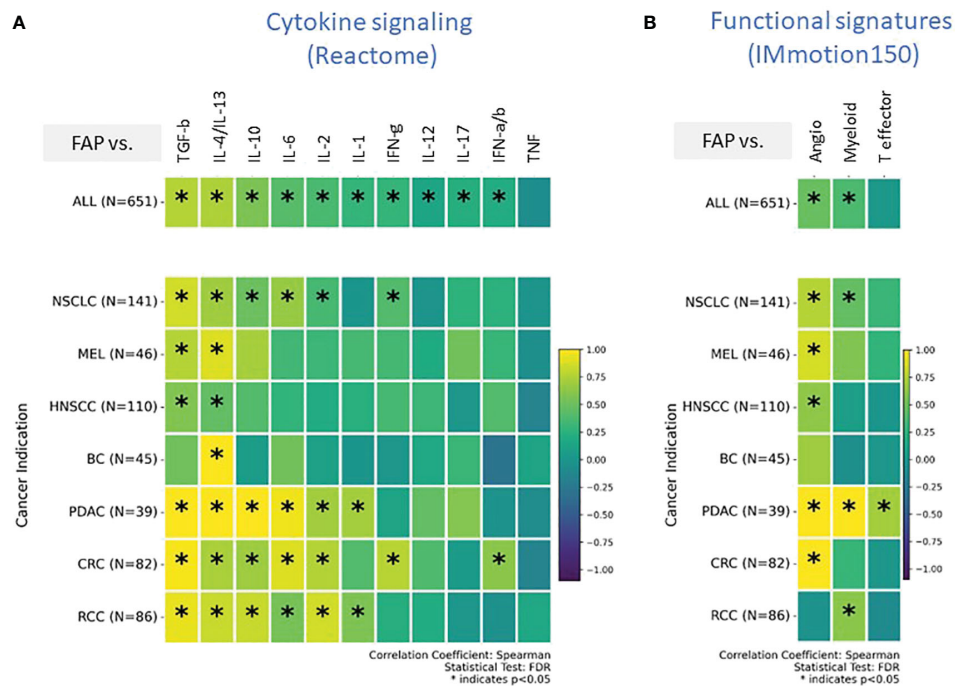 A
Cytokine signaling
(Reactome)
FAP vs.
TGF-b
IL-4/IL-13
IL-10
IL-6
IL-2
IL-1
IFN-g
IL-12
IL-17
IFN-a/b
TNF
ALL (N=651)
* * * * * * * * * *
NSCLC (N=141)
* * * * * *
MEL (N=46)
* *
HNSCC (N=110)
* *
BC (N=45)
*
PDAC (N=39)
* * * * * *
CRC (N=82)
* * * * * * *
RCC (N=86)
* * * * * *
Cancer Indication
1.00
0.75
0.50
0.25
0.00
−0.25
−0.50
−0.75
−1.00
Correlation Coefficient: Spearman
Statistical Test: FDR
* indicates p<0.05
B
Functional signatures
(IMmotion150)
FAP vs.
Angio
Myeloid
T effector
ALL (N=651)
* *
NSCLC (N=141)
* *
MEL (N=46)
*
HNSCC (N=110)
*
BC (N=45)
PDAC (N=39)
* * *
CRC (N=82)
*
RCC (N=86)
*
Cancer Indication
1.00
0.75
0.50
0.25
0.00
−0.25
−0.50
−0.75
−1.00
Correlation Coefficient: Spearman
Statistical Test: FDR
* indicates p<0.05